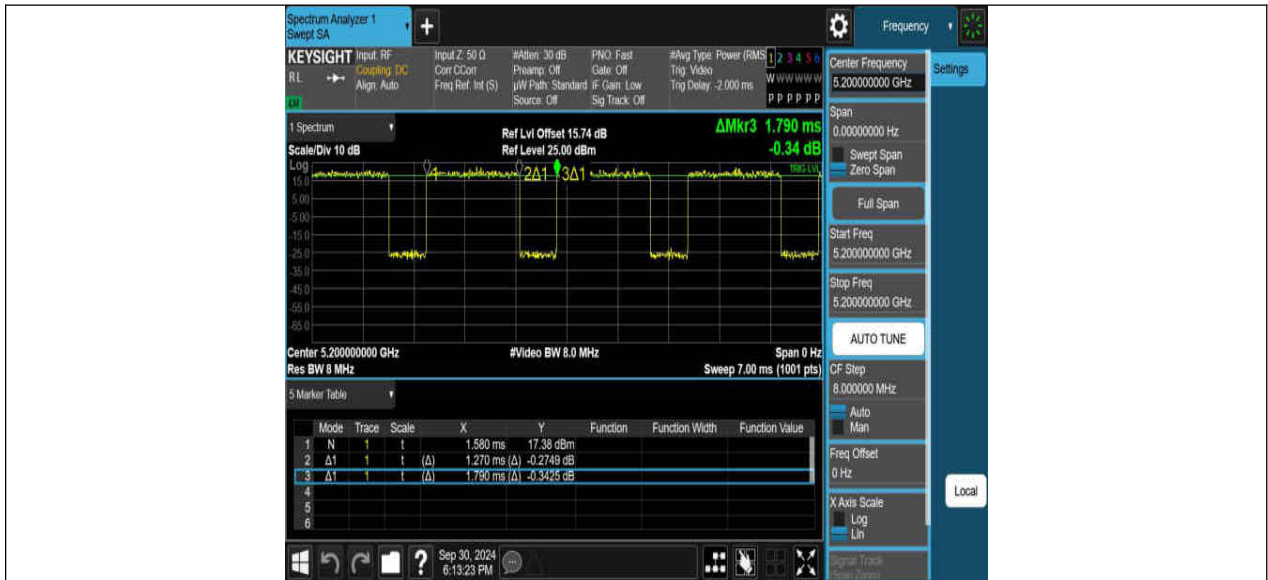 Spectrum Analyzer 1
Swept SA
+
Frequency
KEYSIGHT
RL
LM
Input: RF
Coupling: DC
Align: Auto
Input Z: 50 Ω
Corr CCorr
Freq Ref: Int (S)
#Atten: 30 dB
Preamp: Off
µW Path: Standard
Source: Off
PNO: Fast
Gate: Off
IF Gain: Low
Sig Track: Off
#Avg Type: Power (RMS
Trig: Video
Trig Delay: -2.000 ms
1 2 3 4 5 6
W W W W W W
P P P P P P
Center Frequency
5.200000000 GHz
Settings
Span
0.00000000 Hz
Swept Span
Zero Span
Full Span
Start Freq
5.200000000 GHz
Stop Freq
5.200000000 GHz
AUTO TUNE
CF Step
8.000000 MHz
Auto
Man
Freq Offset
0 Hz
X Axis Scale
Log
Lin
Signal Track
(Span Zoom)
Local
1 Spectrum
Scale/Div 10 dB
Ref Lvl Offset 15.74 dB
Ref Level 25.00 dBm
ΔMkr3 1.790 ms
-0.34 dB
Log
TRIG LVL
2Δ1
3Δ1
15.0
5.00
-5.00
-15.0
-25.0
-35.0
-45.0
-55.0
-65.0
Center 5.200000000 GHz
#Video BW 8.0 MHz
Span 0 Hz
Res BW 8 MHz
Sweep 7.00 ms (1001 pts)
5 Marker Table
Mode Trace Scale X Y Function Function Width Function Value
1 N 1 t 1.580 ms 17.38 dBm
2 Δ1 1 t (Δ) 1.270 ms (Δ) -0.2749 dB
3 Δ1 1 t (Δ) 1.790 ms (Δ) -0.3425 dB
4
5
6
?
Sep 30, 2024
6:13:23 PM